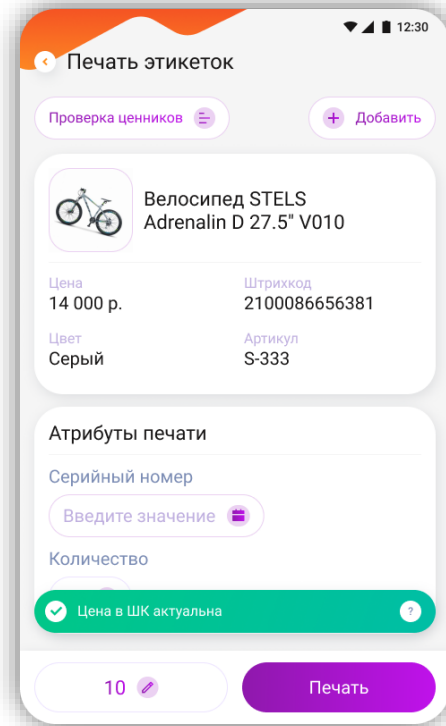 12:30
Печать этикеток
Проверка ценников
Добавить
Велосипед STELS
Adrenalin D 27.5" V010
Цена
Штрихкод
14 000 р.
2100086656381
Цвет
Артикул
Серый
S-333
Атрибуты печати
Серийный номер
Введите значение
Количество
Цена в ШК актуальна
?
10
Печать